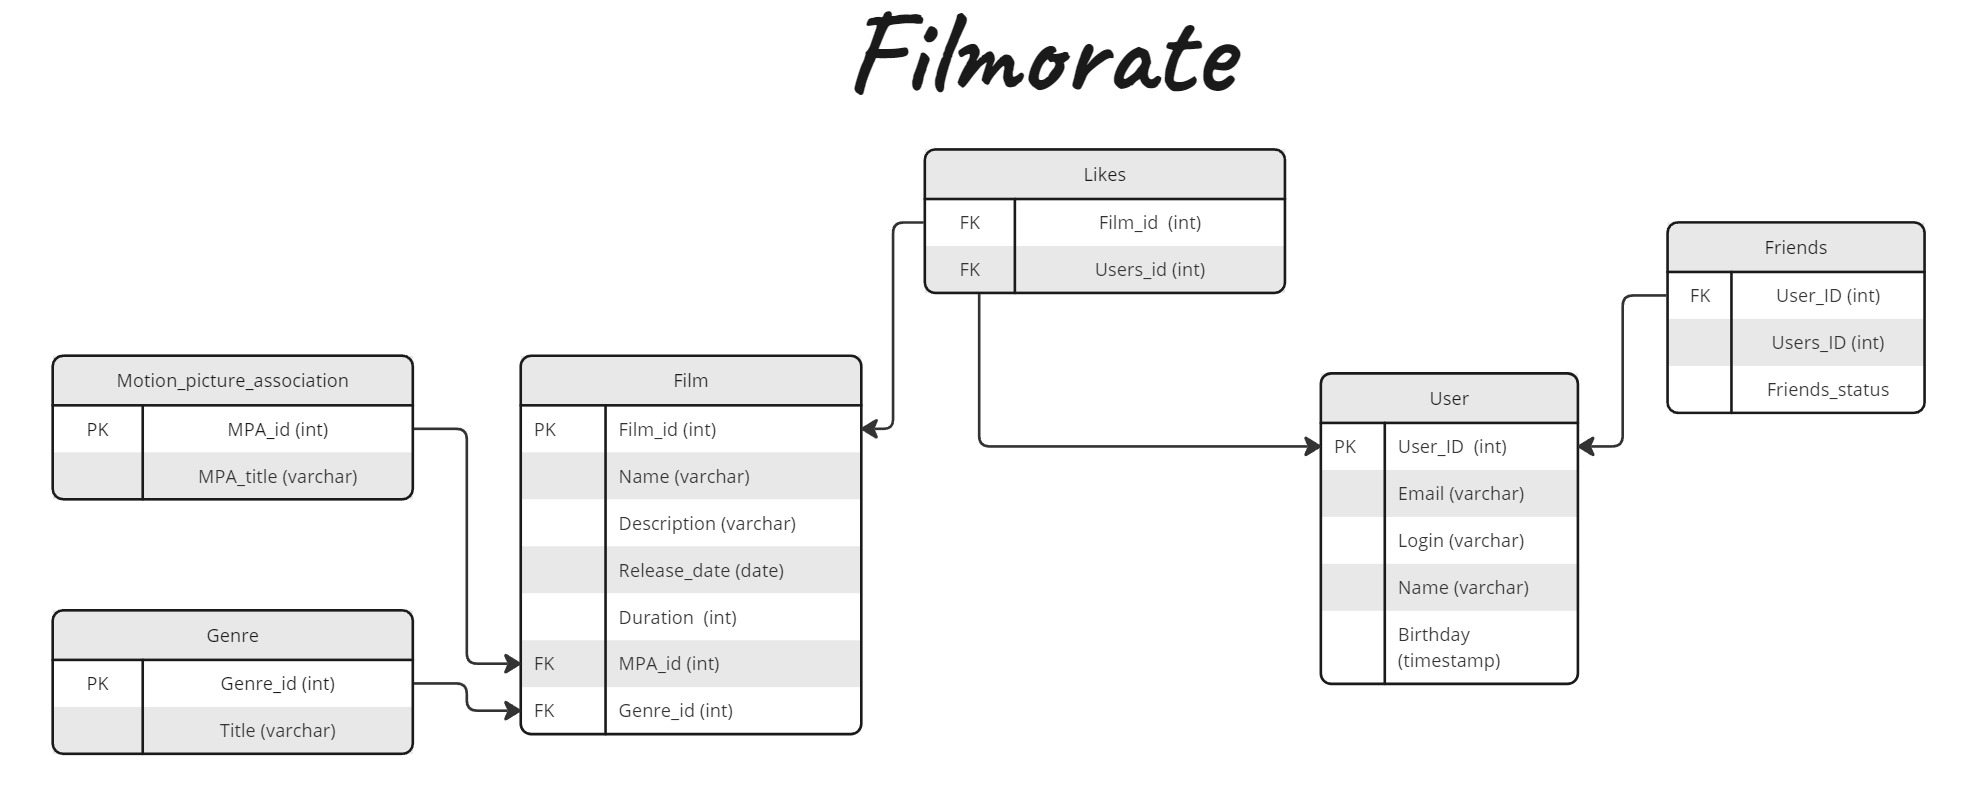 Filmorate
Likes
FK Film_id (int)
FK Users_id (int)
Friends
FK User_ID (int)
Users_ID (int)
Friends_status
Motion_picture_association
PK MPA_id (int)
MPA_title (varchar)
Film
PK Film_id (int)
Name (varchar)
Description (varchar)
Release_date (date)
Duration (int)
FK MPA_id (int)
FK Genre_id (int)
User
PK User_ID (int)
Email (varchar)
Login (varchar)
Name (varchar)
Birthday
(timestamp)
Genre
PK Genre_id (int)
Title (varchar)